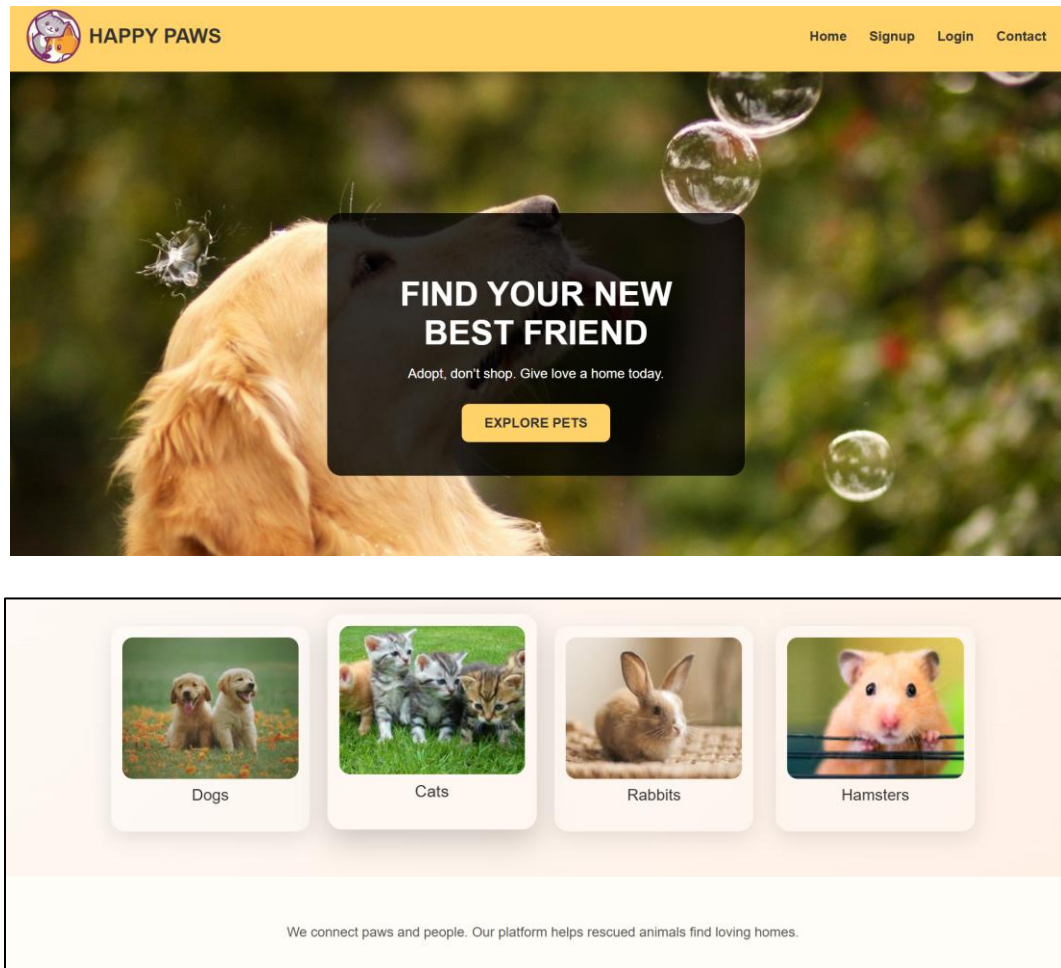 HAPPY PAWS
Home Signup Login Contact
FIND YOUR NEW
BEST FRIEND
Adopt, don't shop. Give love a home today.
EXPLORE PETS
Dogs Cats Rabbits Hamsters
We connect paws and people. Our platform helps rescued animals find loving homes.